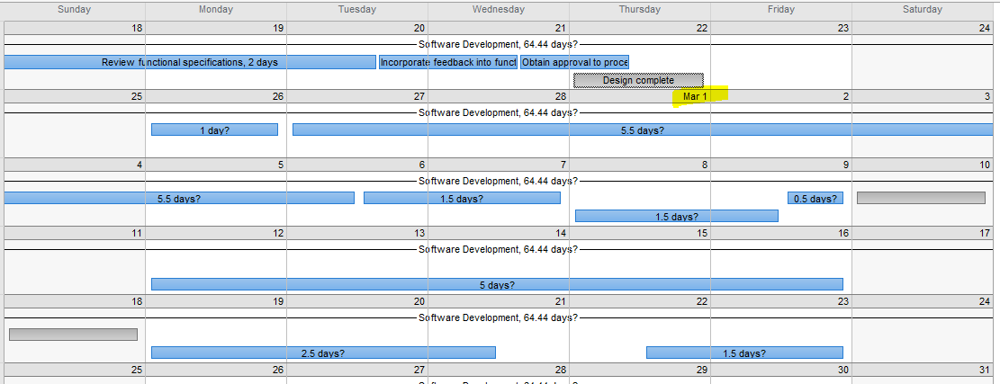 Sunday Monday Tuesday Wednesday Thursday Friday Saturday
18 19 20 21 22 23 24
Software Development, 64.44 days?
Review functional specifications, 2 days Incorporate feedback into funct Obtain approval to proce
Design complete
25 26 27 28 Mar 1 2 3
Software Development, 64.44 days?
1 day? 5.5 days?
4 5 6 7 8 9 10
Software Development, 64.44 days?
5.5 days? 1.5 days? 0.5 days?
1.5 days?
11 12 13 14 15 16 17
Software Development, 64.44 days?
5 days?
18 19 20 21 22 23 24
Software Development, 64.44 days?
2.5 days? 1.5 days?
25 26 27 28 29 30 31
Software Development, 64.44 days?